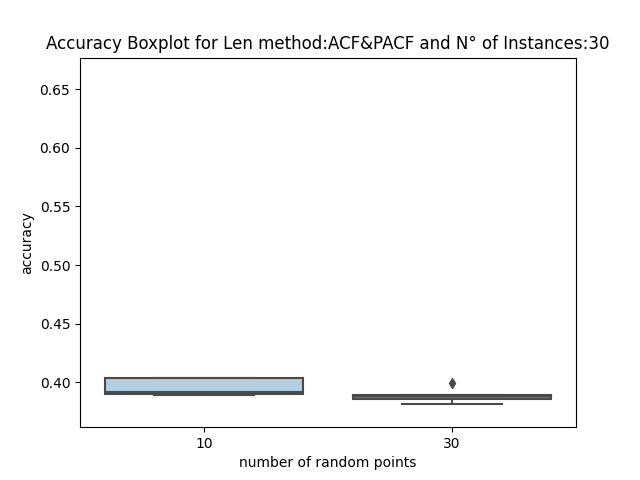 Accuracy Boxplot for Len method:ACF&PACF and N° of Instances:30
0.65
0.60
0.55
0.50
0.45
0.40
accuracy
10 30
number of random points